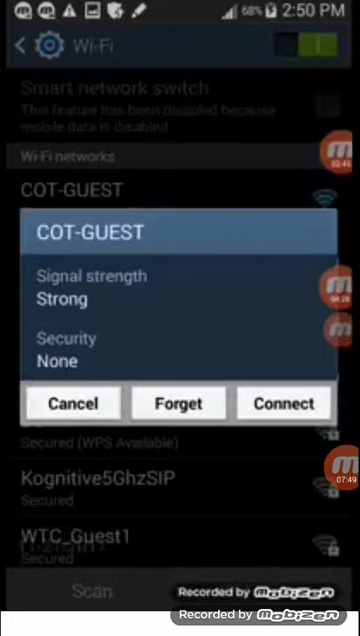 68% 2:50 PM
Wi-Fi
Smart network switch
This feature has been disabled because
mobile data is disabled
Wi-Fi networks
COT-GUEST
02:41
COT-GUEST
Signal strength
Strong
04:28
Security
None
Cancel Forget Connect
Secured (WPS Available)
Kognitive5GhzSIP
Secured
07:49
WTC_Guest1
Secured
Scan
Recorded by mobizen
Recorded by mobizen